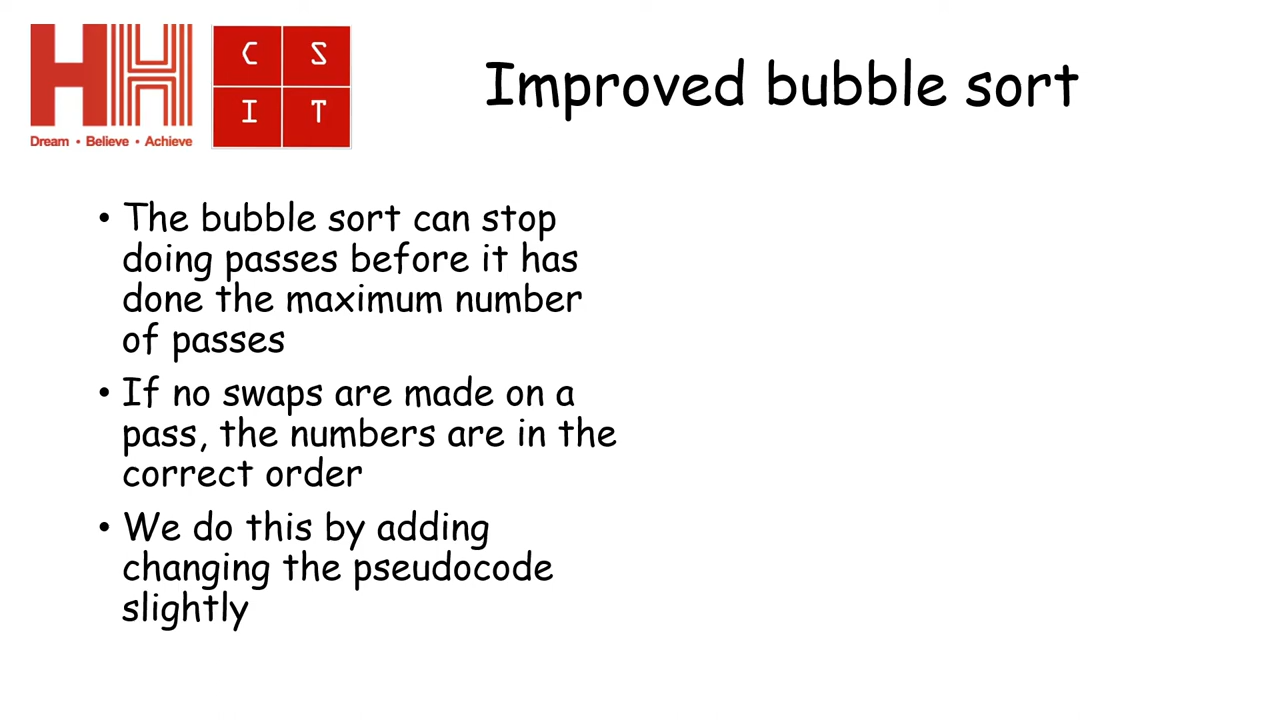 HH
Dream • Believe • Achieve
C S
I T
Improved bubble sort
• The bubble sort can stop
doing passes before it has
done the maximum number
of passes
• If no swaps are made on a
pass, the numbers are in the
correct order
• We do this by adding
changing the pseudocode
slightly